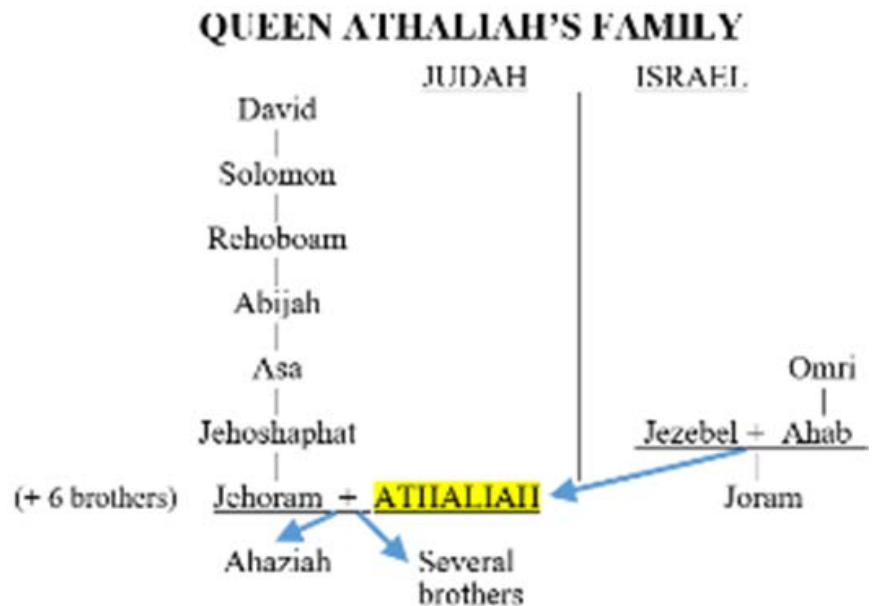 QUEEN ATHALIAH'S FAMILY
JUDAH ISRAEL
David
Solomon
Rehoboam
Abijah
Asa Omri
Jehoshaphat Jezebel + Ahab
(+ 6 brothers) Jehoram + ATHALIAH Joram
Ahaziah Several
brothers